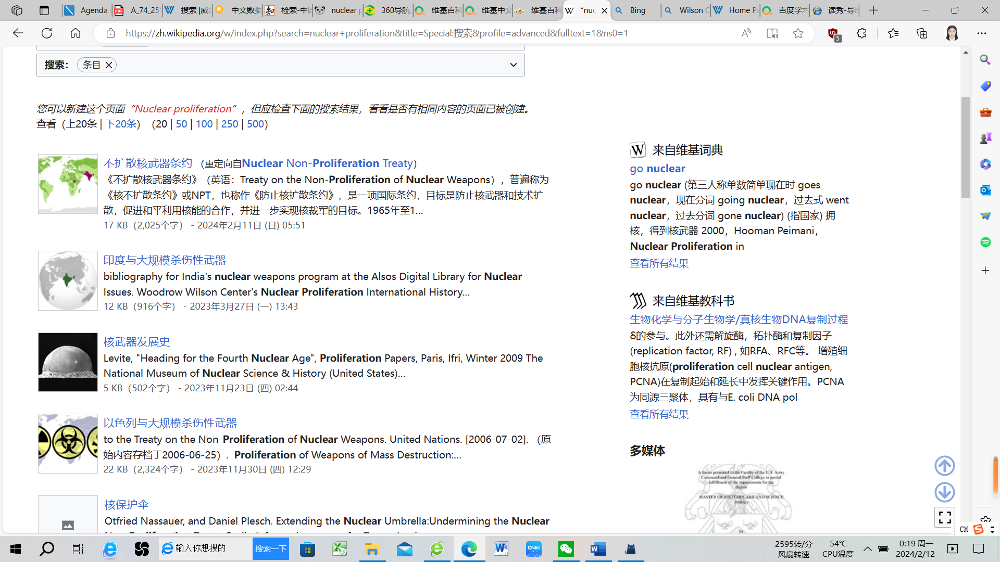 Agenda
A_74_25
搜索 |威
中文数据
检索-中国
nuclear p
360导航_
维基百科
维基中文
维基百科
“nuc
Bing
Wilson C
Home Pa
百度学术
读秀-导
https://zh.wikipedia.org/w/index.php?search=nuclear+proliferation&title=Special:搜索&profile=advanced&fulltext=1&ns0=1
5
搜索： 条目
您可以新建这个页面“Nuclear proliferation”，但应检查下面的搜索结果，看看是否有相同内容的页面已被创建。
查看（上20条 | 下20条）（20 | 50 | 100 | 250 | 500）
不扩散核武器条约 （重定向自Nuclear Non-Proliferation Treaty）
《不扩散核武器条约》（英语：Treaty on the Non-Proliferation of Nuclear Weapons），普遍称为
《核不扩散条约》或NPT，也称作《防止核扩散条约》，是一项国际条约，目标是防止核武器和技术扩
散，促进和平利用核能的合作，并进一步实现核裁军的目标。1965年至1...
17 KB（2,025个字） - 2024年2月11日 (日) 05:51
印度与大规模杀伤性武器
bibliography for India's nuclear weapons program at the Alsos Digital Library for Nuclear
Issues. Woodrow Wilson Center's Nuclear Proliferation International History...
12 KB（916个字） - 2023年3月27日 (一) 13:43
核武器发展史
Levite, "Heading for the Fourth Nuclear Age", Proliferation Papers, Paris, Ifri, Winter 2009 The
National Museum of Nuclear Science & History (United States)...
5 KB（502个字） - 2023年11月23日 (四) 02:44
以色列与大规模杀伤性武器
to the Treaty on the Non-Proliferation of Nuclear Weapons. United Nations. [2006-07-02]. （原
始内容存档于2006-06-25）. Proliferation of Weapons of Mass Destruction:...
22 KB（2,324个字） - 2023年11月30日 (四) 12:29
核保护伞
Otfried Nassauer, and Daniel Plesch. Extending the Nuclear Umbrella:Undermining the Nuclear
来自维基词典
go nuclear
go nuclear (第三人称单数简单现在时 goes
nuclear，现在分词 going nuclear，过去式 went
nuclear，过去分词 gone nuclear) (指国家) 拥
核，得到核武器 2000，Hooman Peimani，
Nuclear Proliferation in
查看所有结果
来自维基教科书
生物化学与分子生物学/真核生物DNA复制过程
δ的参与。此外还需解旋酶，拓扑酶和复制因子
(replication factor, RF) , 如RFA、RFC等。 增殖细
胞核抗原(proliferation cell nuclear antigen,
PCNA)在复制起始和延长中发挥关键作用。PCNA
为同源三聚体，具有与E. coli DNA pol
查看所有结果
多媒体
A thesis presented to the Faculty of the U.S. Army
Command and General Staff College in partial
fulfillment of the requirements for the
degree
MASTER OF MILITARY ART AND SCIENCE
Strategy
by
CH
输入你想搜的
搜索一下
CNKI
2595转/分
风扇转速
54℃
CPU温度
0:19 周一
2024/2/12